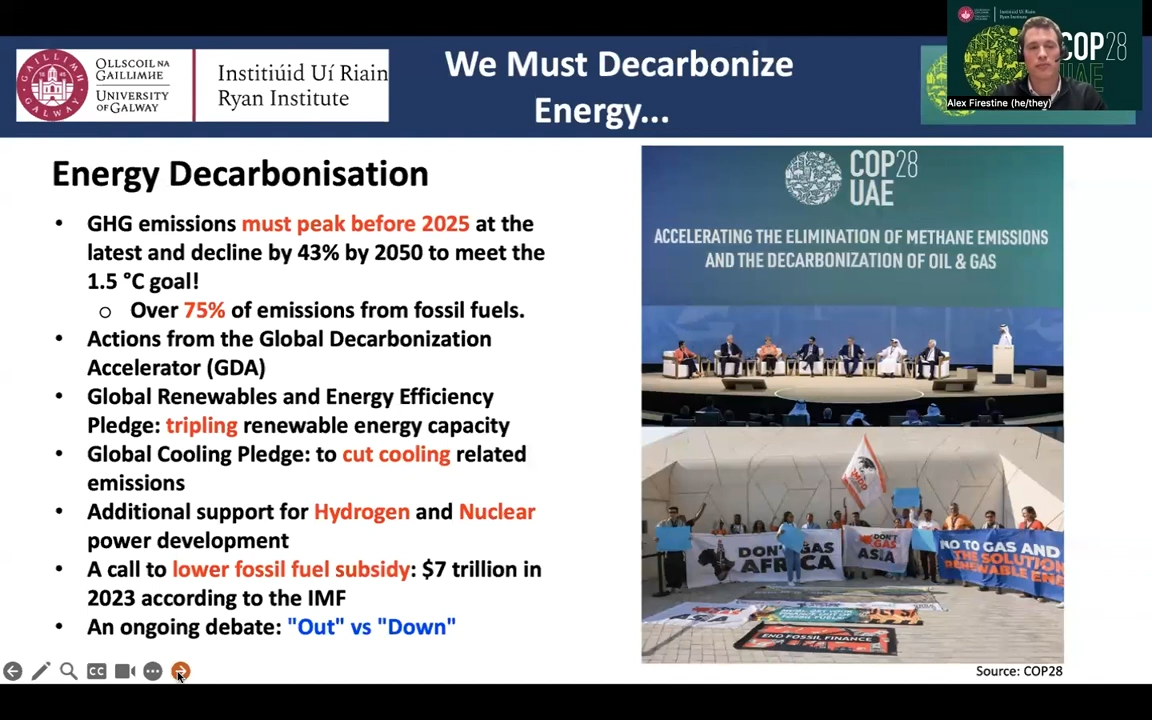 OLLSCOIL NA
GAILLIMHE
UNIVERSITY
OF GALWAY
Institiúid Uí Riain
Ryan Institute
We Must Decarbonize
Energy...
COP28
UAE
Alex Firestine (he/they)
Energy Decarbonisation
• GHG emissions must peak before 2025 at the
latest and decline by 43% by 2050 to meet the
1.5 °C goal!
o Over 75% of emissions from fossil fuels.
• Actions from the Global Decarbonization
Accelerator (GDA)
• Global Renewables and Energy Efficiency
Pledge: tripling renewable energy capacity
• Global Cooling Pledge: to cut cooling related
emissions
• Additional support for Hydrogen and Nuclear
power development
• A call to lower fossil fuel subsidy: $7 trillion in
2023 according to the IMF
• An ongoing debate: "Out" vs "Down"
COP28
UAE
ACCELERATING THE ELIMINATION OF METHANE EMISSIONS
AND THE DECARBONIZATION OF OIL & GAS
DON'T GAS
AFRICA
DON'T
GAS
ASIA
NO TO GAS AND
THE SOLUTION
RENEWABLE ENE
ASIA
END FOSSIL FINANCE
Source: COP28
CC